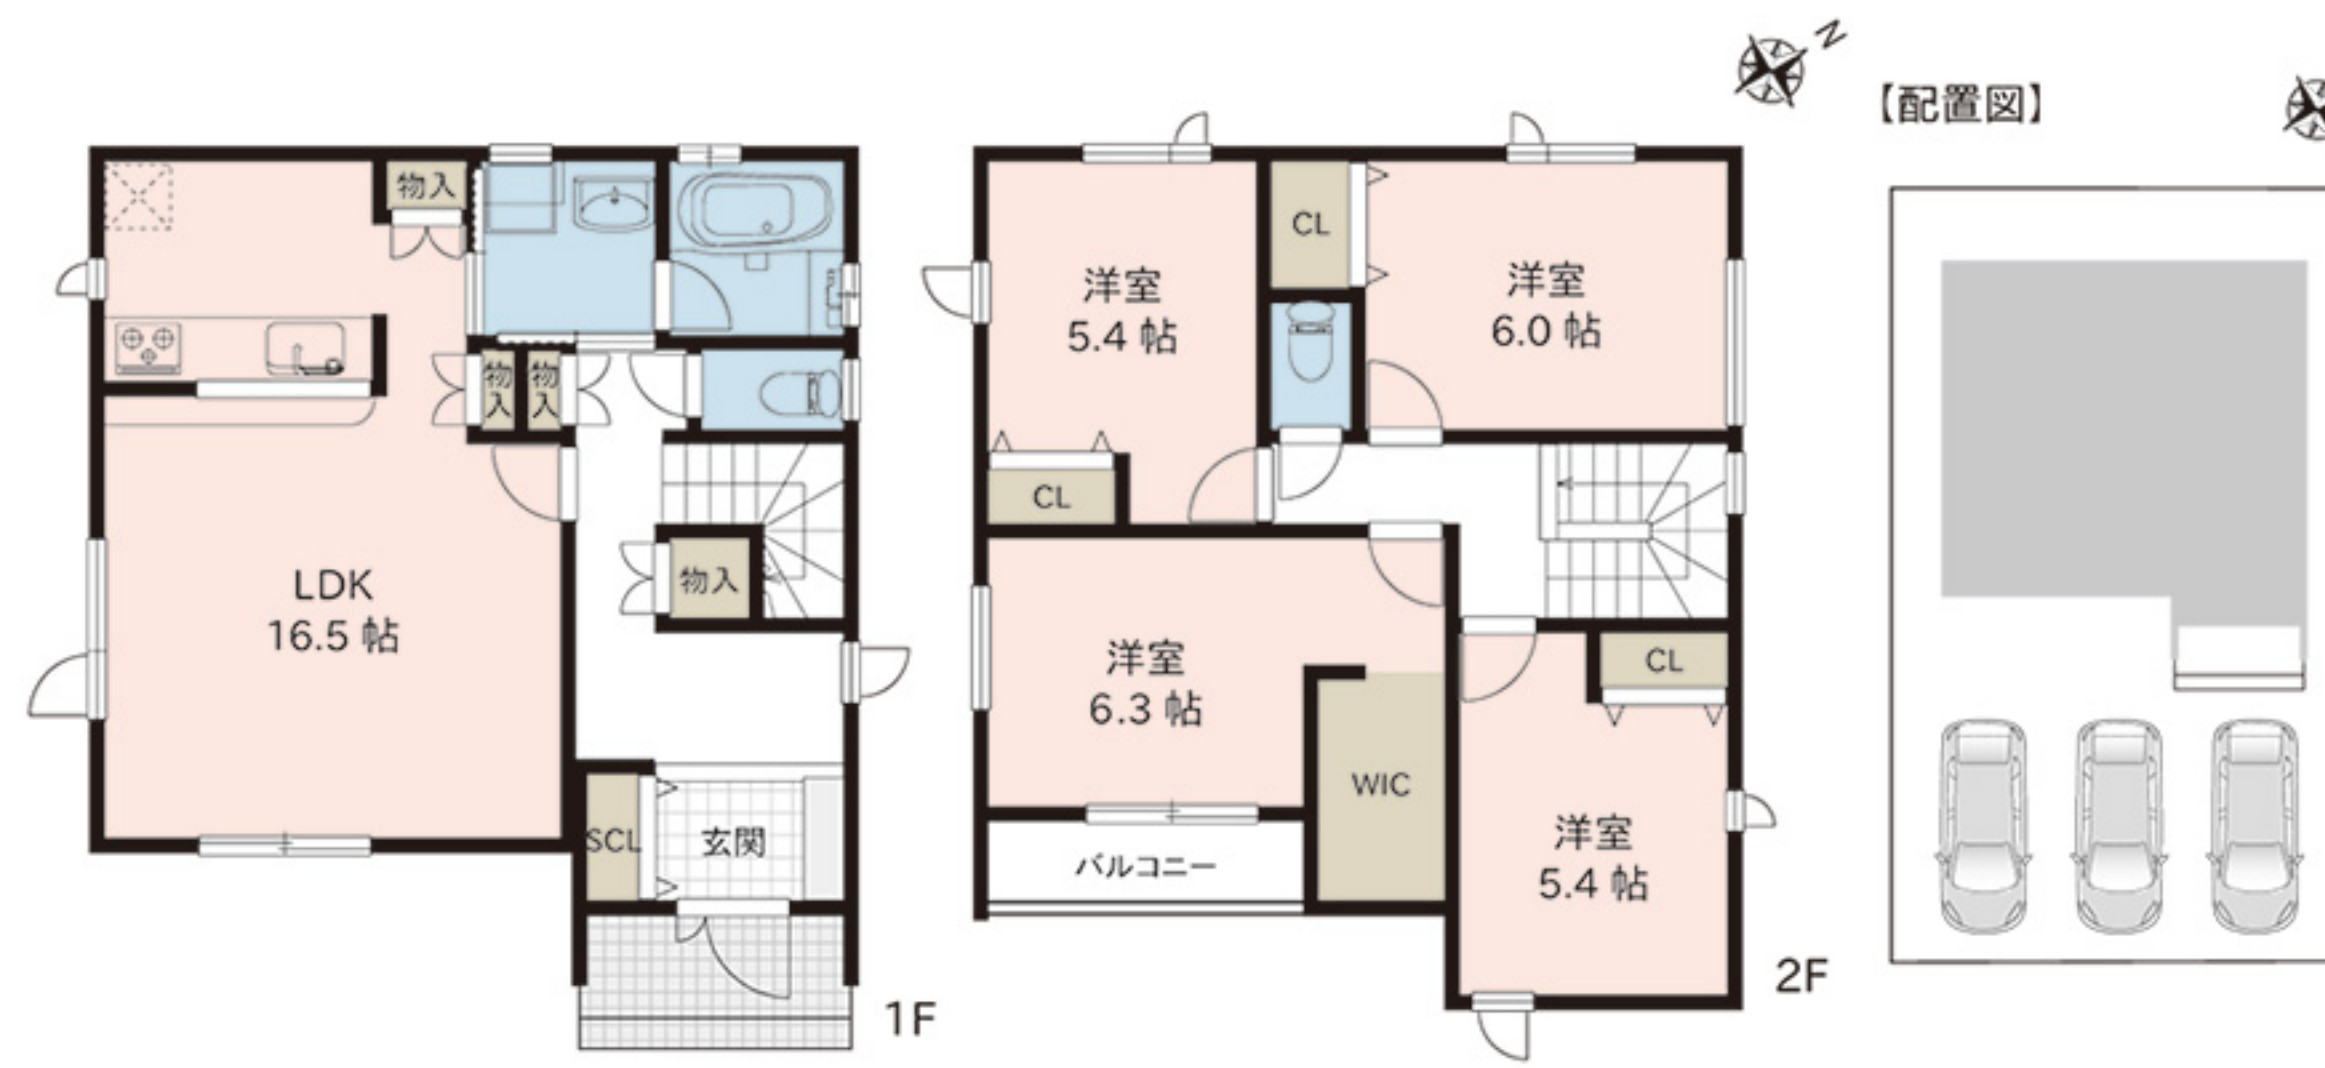 N
【配置図】
物入
物
入
物
入
LDK
16.5 帖
物入
SCL
玄関
1F
洋室
5.4 帖
CL
CL
洋室
6.0 帖
洋室
6.3 帖
WIC
バルコニー
CL
洋室
5.4 帖
2F